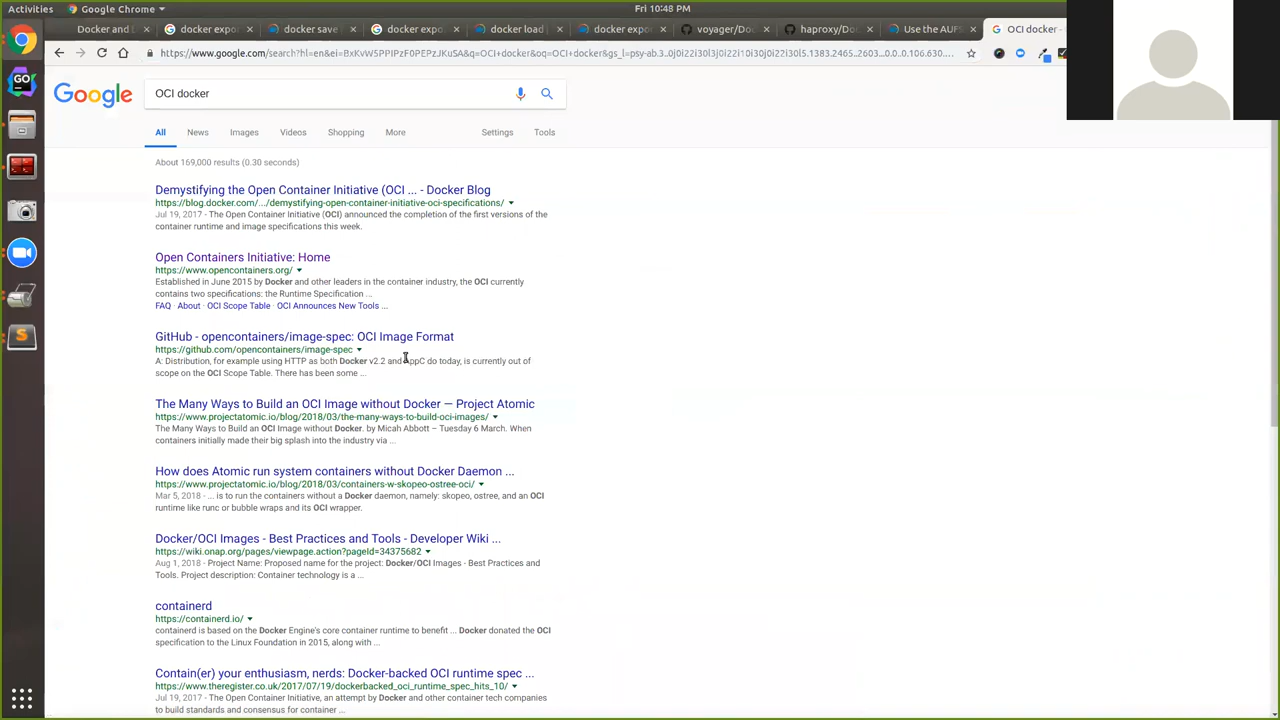 Activities Google Chrome Fri 10:48 PM
Docker and docker expo docker save docker expo docker load docker expo voyager/Do haproxy/Do Use the AUFS OCI docker -
https://www.google.com/search?hl=en&ei=
Google OCI docker
All News Images Videos Shopping More Settings Tools
About 169,000 results (0.30 seconds)
Demystifying the Open Container Initiative (OCI ... - Docker Blog
https://blog.docker.com/.../demystifying-open-container-initiative-oci-specifications/
Jul 19, 2017 - The Open Container Initiative (OCI) announced the completion of the first versions of the
container runtime and image specifications this week.
Open Containers Initiative: Home
https://www.opencontainers.org/
Established in June 2015 by Docker and other leaders in the container industry, the OCI currently
contains two specifications: the Runtime Specification ...
FAQ · About · OCI Scope Table · OCI Announces New Tools ...
GitHub - opencontainers/image-spec: OCI Image Format
https://github.com/opencontainers/image-spec
A: Distribution, for example using HTTP as both Docker v2.2 and AppC do today, is currently out of
scope on the OCI Scope Table. There has been some ...
The Many Ways to Build an OCI Image without Docker — Project Atomic
https://www.projectatomic.io/blog/2018/03/the-many-ways-to-build-oci-images/
The Many Ways to Build an OCI Image without Docker. by Micah Abbott – Tuesday 6 March. When
containers initially made their big splash into the industry via ...
How does Atomic run system containers without Docker Daemon ...
https://www.projectatomic.io/blog/2018/03/containers-w-skopeo-ostree-oci/
Mar 5, 2018 - ... is to run the containers without a Docker daemon, namely: skopeo, ostree, and an OCI
runtime like runc or bubble wraps and its OCI wrapper.
Docker/OCI Images - Best Practices and Tools - Developer Wiki ...
https://wiki.onap.org/pages/viewpage.action?pageId=34375682
Aug 1, 2018 - Project Name: Proposed name for the project: Docker/OCI Images - Best Practices and
Tools. Project description: Container technology is a ...
containerd
https://containerd.io/
containerd is based on the Docker Engine's core container runtime to benefit ... Docker donated the OCI
specification to the Linux Foundation in 2015, along with ...
Contain(er) your enthusiasm, nerds: Docker-backed OCI runtime spec ...
https://www.theregister.co.uk/2017/07/19/dockerbacked_oci_runtime_spec_hits_10/
Jul 19, 2017 - The Open Container Initiative, an attempt by Docker and other container tech companies
to build standards and consensus for container ...